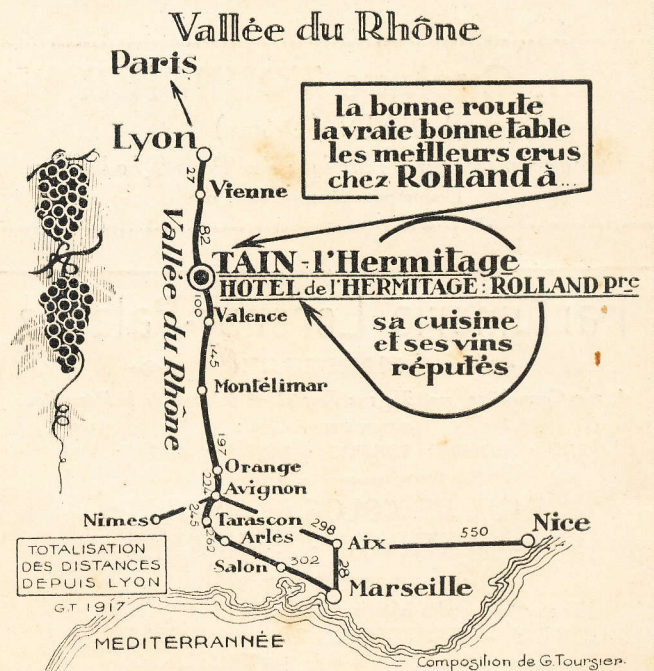 Vallée du Rhône
Paris
Lyon
27
Vienne
82
la bonne route
la vraie bonne table
les meilleurs crus
chez Rolland à...
Vallée du Rhône
TAIN-l'Hermitage
HOTEL de l'HERMITAGE: ROLLAND pre
100
Valence
sa cuisine
et ses vins
réputés
145
Montélimar
197
Orange
224
Avignon
Nimes
245
Tarascon
260
Arles
298
Aix
550
Nice
Salon
302
28
Marseille
TOTALISATION
DES DISTANCES
DEPUIS LYON
G.T 1917
MEDITERRANNÉE
Composition de G.Toursier.